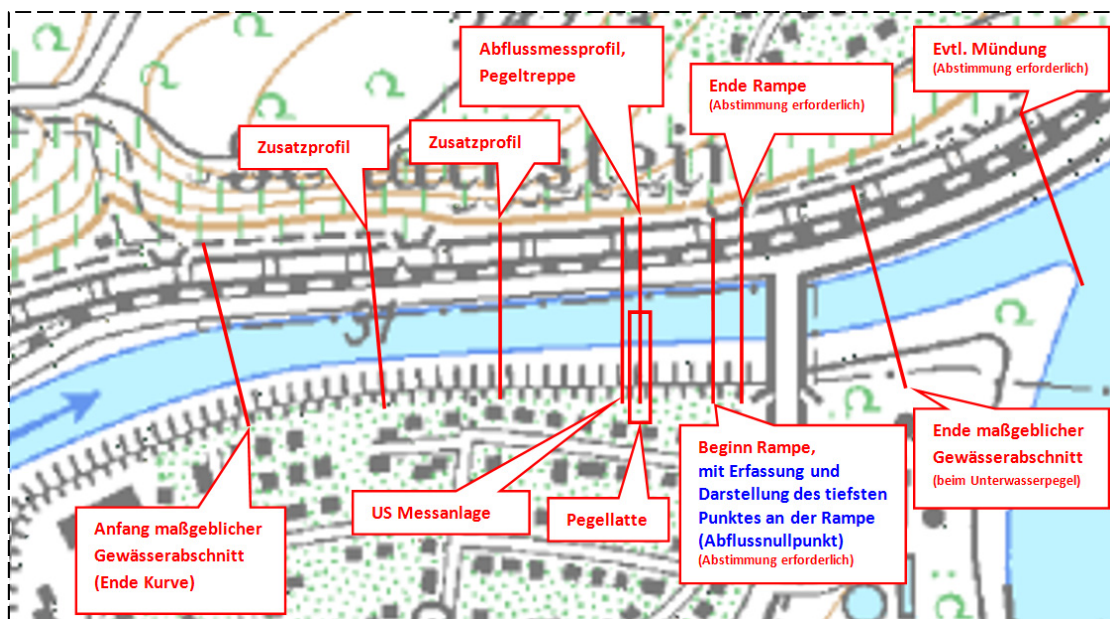 Abflussmessprofil,
Pegeltreppe
Evtl. Mündung
(Abstimmung erforderlich)
Ende Rampe
(Abstimmung erforderlich)
Zusatzprofil
Zusatzprofil
31
US Messanlage
Pegellatte
Anfang maßgeblicher
Gewässerabschnitt
(Ende Kurve)
Beginn Rampe,
mit Erfassung und
Darstellung des tiefsten
Punktes an der Rampe
(Abflussnullpunkt)
(Abstimmung erforderlich)
Ende maßgeblicher
Gewässerabschnitt
(beim Unterwasserpegel)